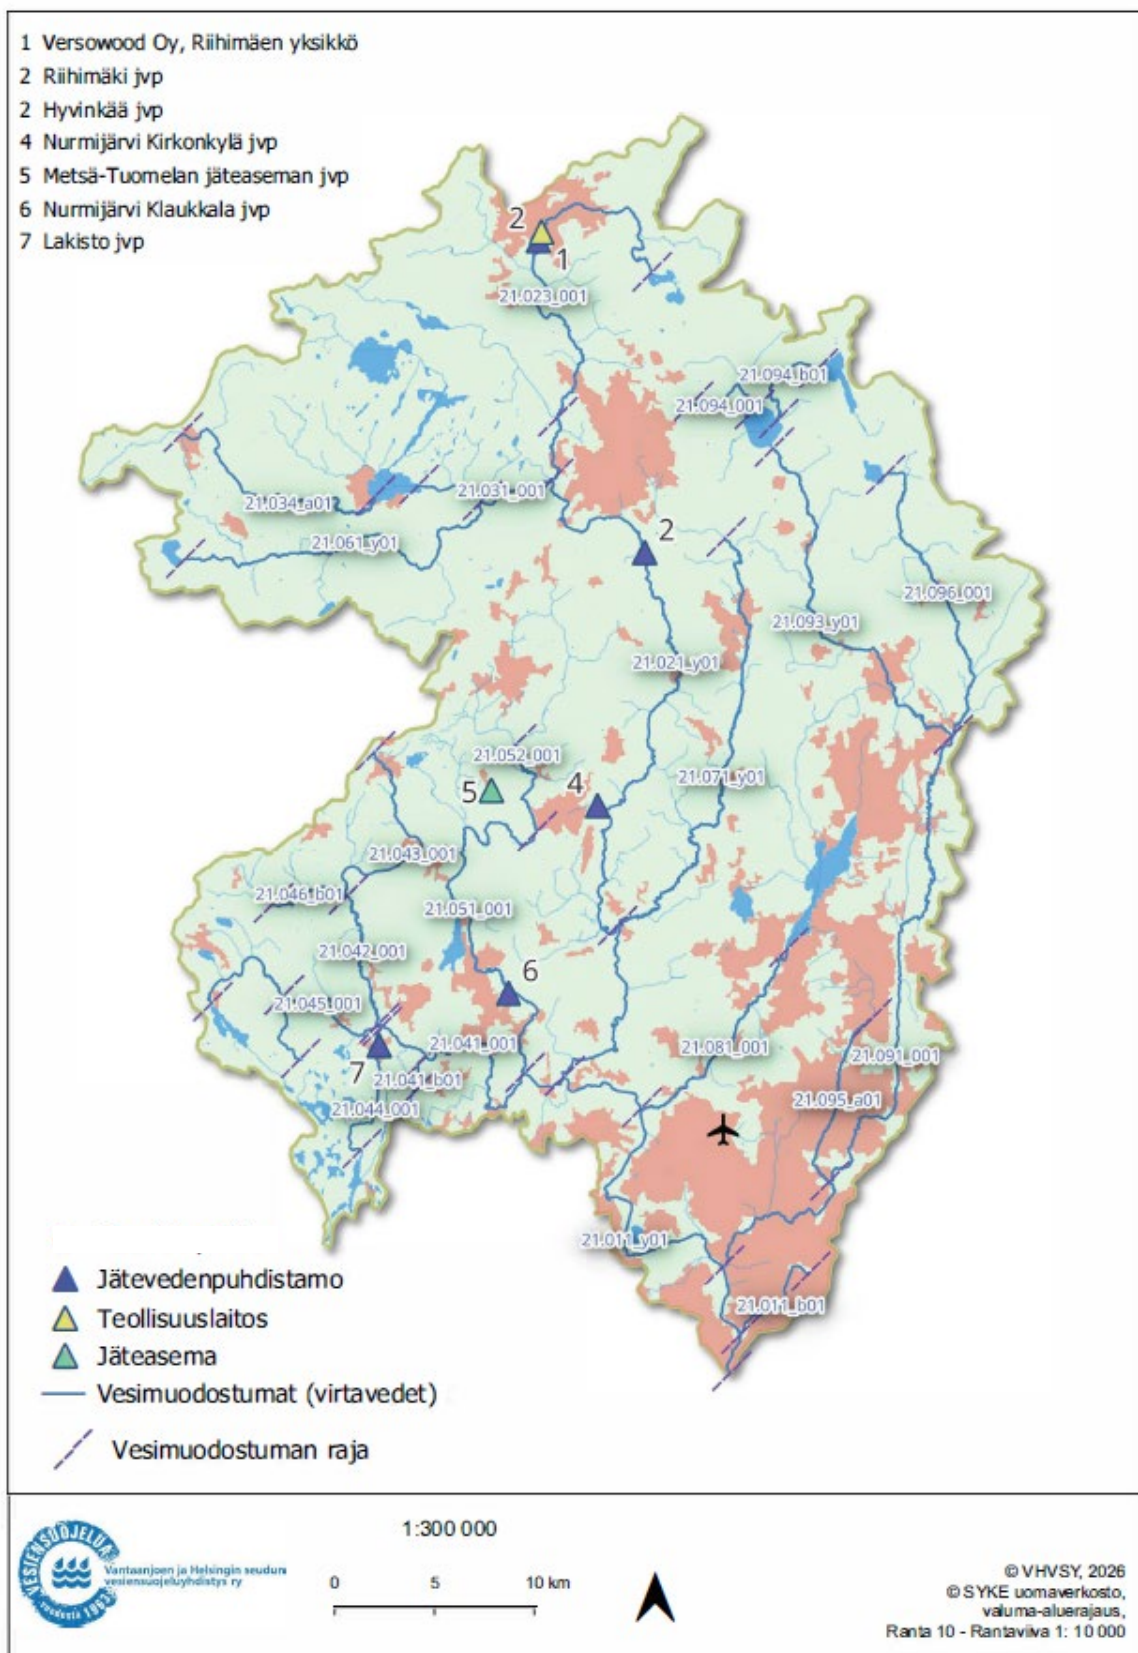 1 Versowood Oy, Riihimäen yksikkö
2 Riihimäki jvp
2 Hyvinkää jvp
4 Nurmijärvi Kirkonkylä jvp
5 Metsä-Tuomelan jäteaseman jvp
6 Nurmijärvi Klaukkala jvp
7 Lakisto jvp
2
1
21.023_001
21.094_b01
21.094_001
21.031_001
21.034_a01
21.061_y01
2
21.096_001
21.093_y01
21.021_y01
21.052_001
21.071_y01
5
4
21.043_001
21.046_b01
21.051_001
21.042_001
6
21.045_001
21.041_001
21.081_001
21.091_001
7
21.041_b01
21.095_a01
21.044_001
21.011_y01
21.011_b01
Jätevedenpuhdistamo
Teollisuuslaitos
Jäteasema
Vesimuodostumat (virtavedet)
Vesimuodostuman raja
VESIENSUOJELUA
vuodesta 1963
Vantaanjoen ja Helsingin seudun
vesiensuojeluyhdistys ry
1:300 000
0 5 10 km
© VHVSY, 2026
© SYKE uomaverkosto,
valuma-aluerajaus,
Ranta 10 - Rantaviiva 1: 10 000